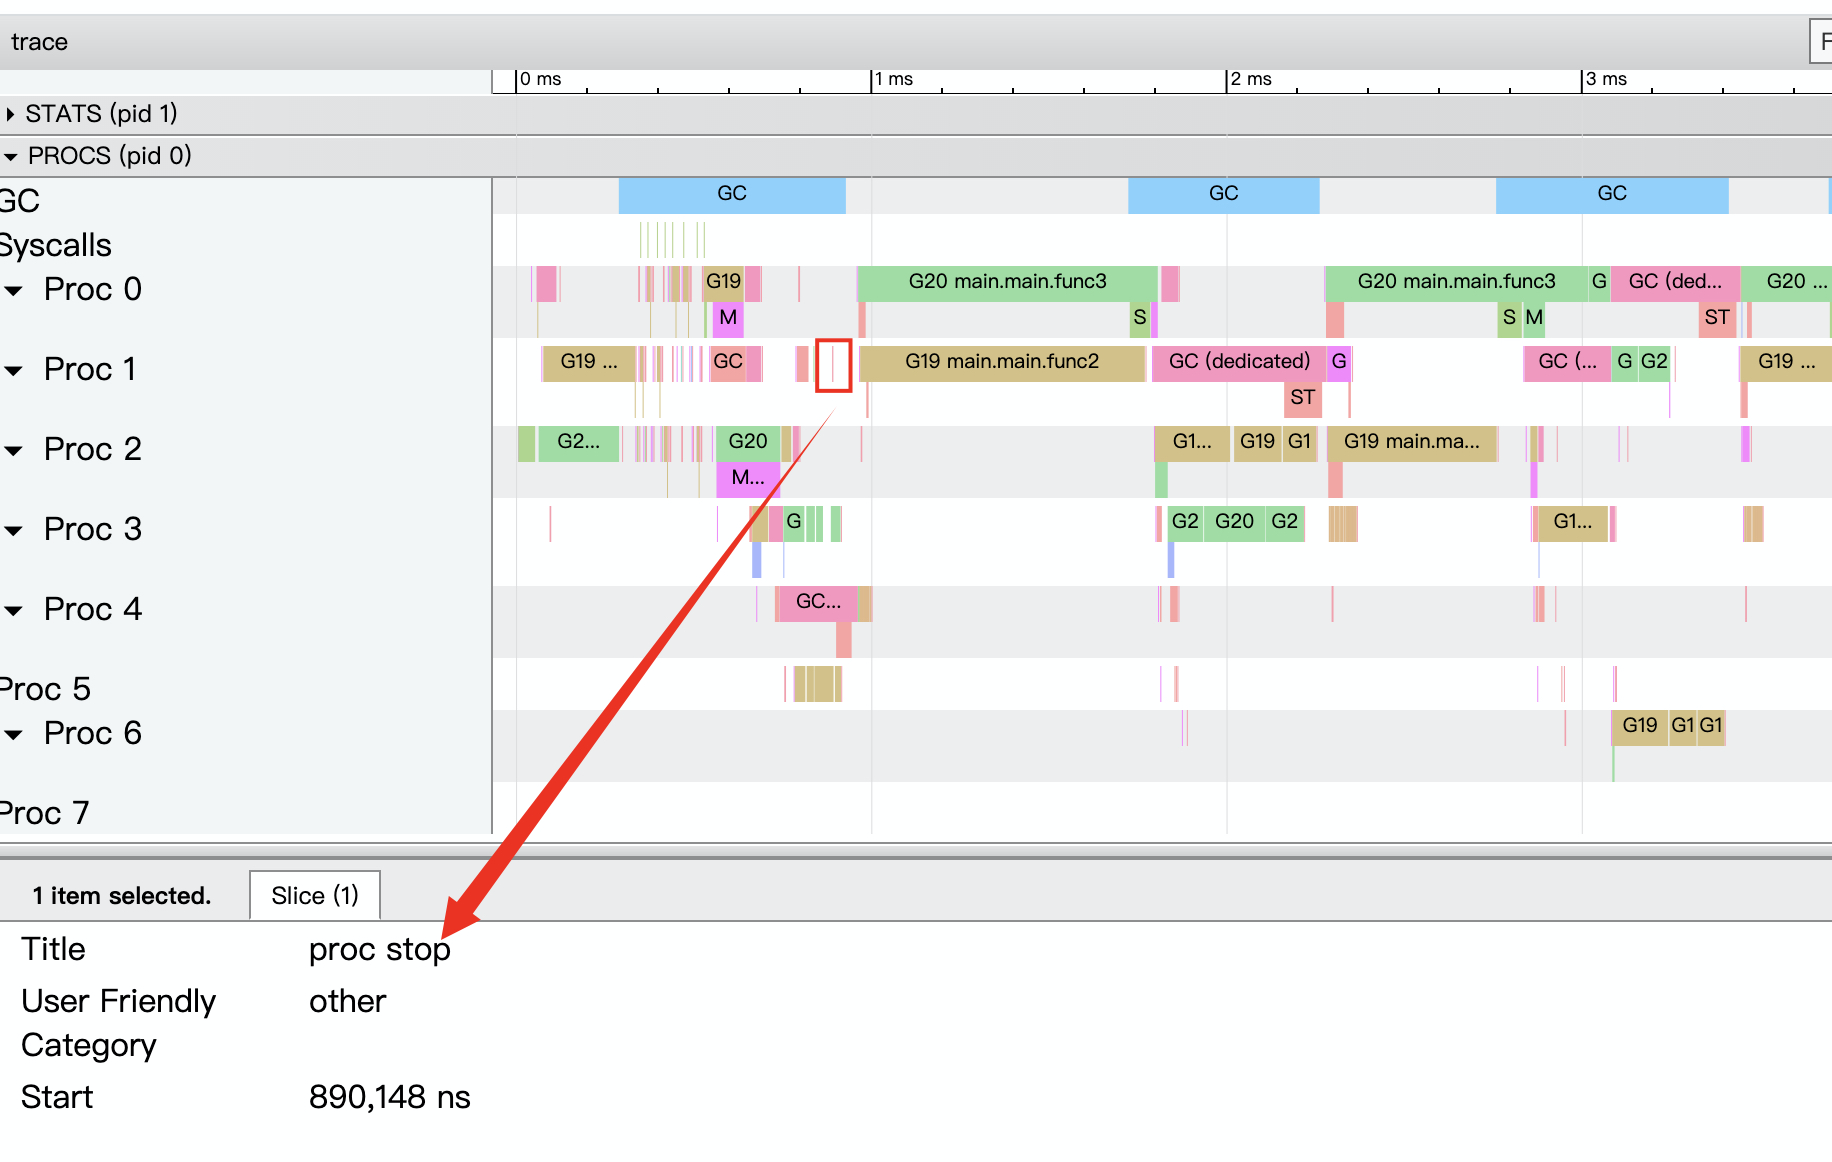 trace
F
0 ms 1 ms 2 ms 3 ms
STATS (pid 1)
PROCS (pid 0)
GC GC GC GC
Syscalls
Proc 0 G19 G20 main.main.func3 G20 main.main.func3 G GC (ded... G20 ...
M S S M ST
Proc 1 G19 ... GC G19 main.main.func2 GC (dedicated) G GC (... G G2 G19 ...
ST
Proc 2 G2... G20 G1... G19 G1 G19 main.ma...
M...
Proc 3 G G2 G20 G2 G1...
Proc 4 GC...
Proc 5
Proc 6 G19 G1 G1
Proc 7
1 item selected. Slice (1)
Title proc stop
User Friendly other
Category
Start 890,148 ns